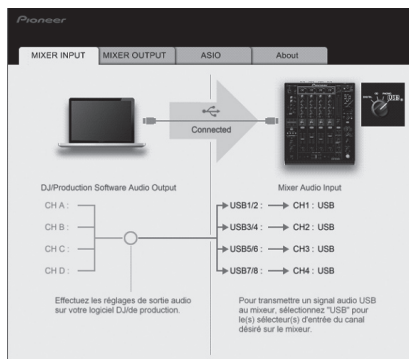 Pioneer
MIXER INPUT MIXER OUTPUT ASIO About
USB
Connected
DJ/Production Software Audio Output
Mixer Audio Input
CH A :
CH B :
CH C :
CH D :
USB1/2 : CH1 : USB
USB3/4 : CH2 : USB
USB5/6 : CH3 : USB
USB7/8 : CH4 : USB
Effectuez les réglages de sortie audio
sur votre logiciel DJ/de production.
Pour transmettre un signal audio USB
au mixeur, sélectionnez "USB" pour
le(s) sélecteur(s) d'entrée du canal
désiré sur le mixeur.